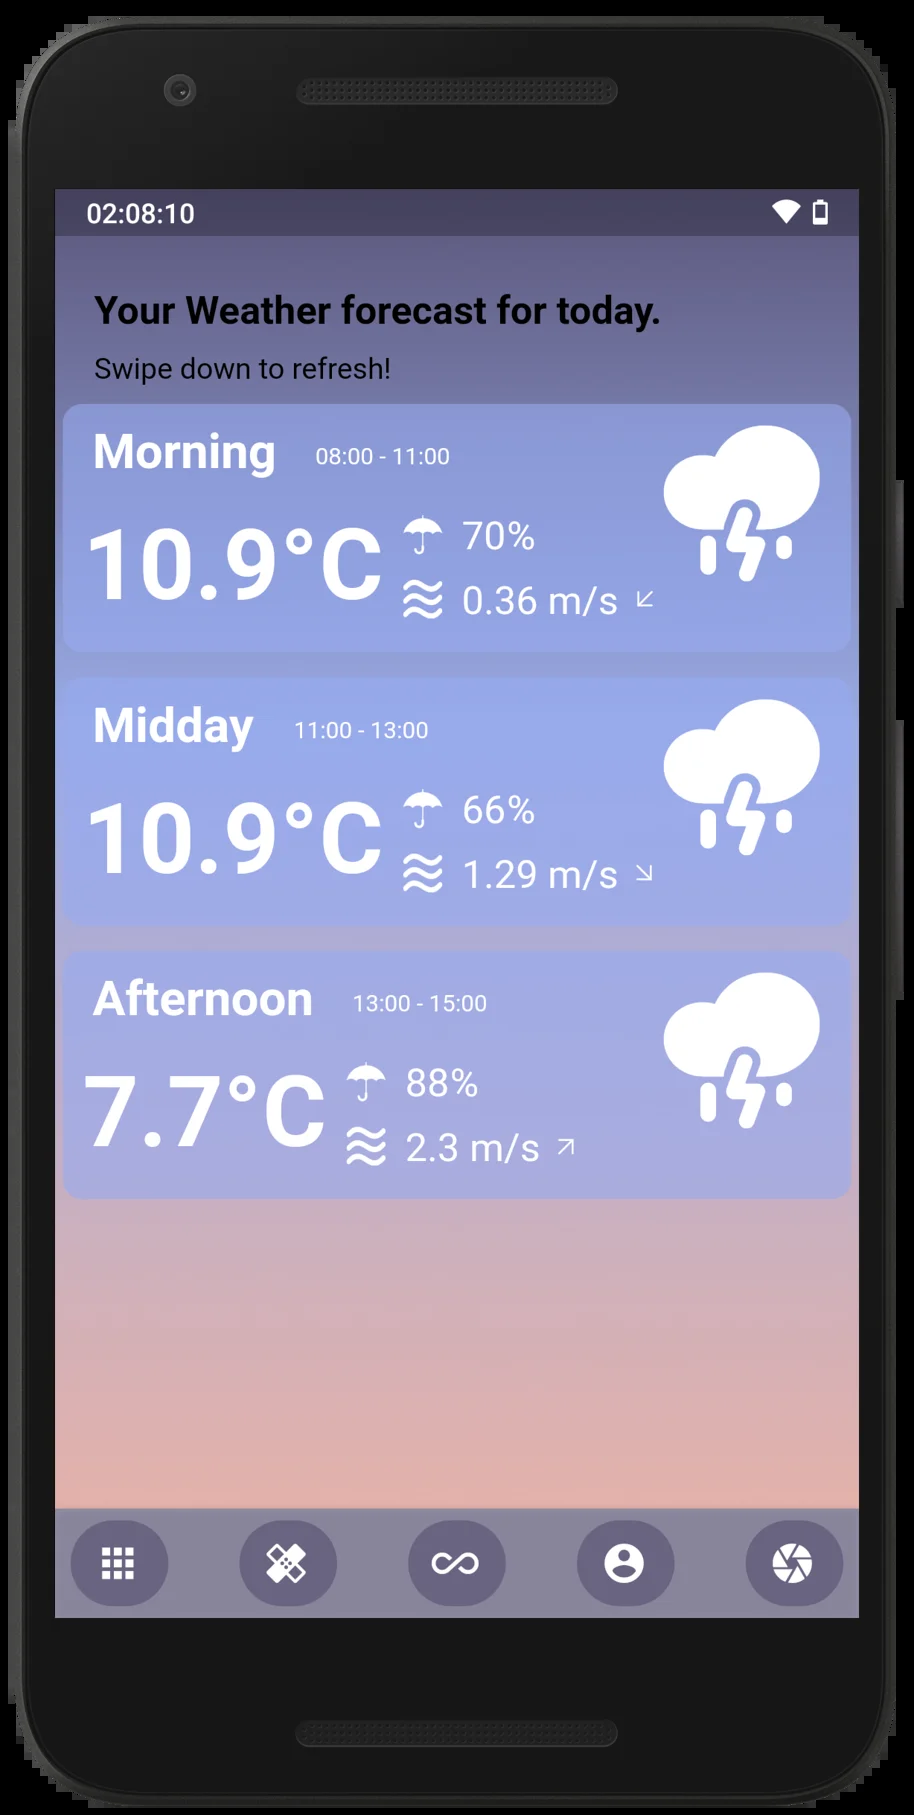 02:08:10
Your Weather forecast for today.
Swipe down to refresh!
Morning 08:00 - 11:00
10.9°C 70%
0.36 m/s
Midday 11:00 - 13:00
10.9°C 66%
1.29 m/s
Afternoon 13:00 - 15:00
7.7°C 88%
2.3 m/s